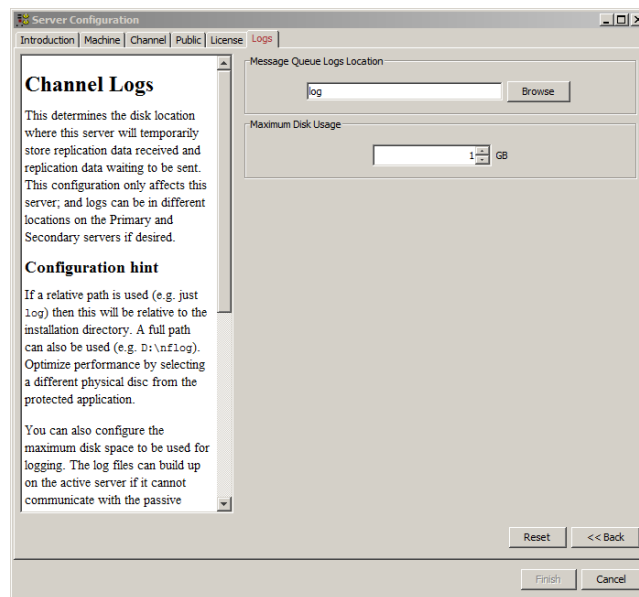 Server Configuration
Introduction Machine Channel Public License Logs
Channel Logs
This determines the disk location
where this server will temporarily
store replication data received and
replication data waiting to be sent.
This configuration only affects this
server; and logs can be in different
locations on the Primary and
Secondary servers if desired.
Configuration hint
If a relative path is used (e.g. just
log) then this will be relative to the
installation directory. A full path
can also be used (e.g. D:\nflog).
Optimize performance by selecting
a different physical disc from the
protected application.
You can also configure the
maximum disk space to be used for
logging. The log files can build up
on the active server if it cannot
communicate with the passive
Message Queue Logs Location
log Browse
Maximum Disk Usage
1 GB
Reset << Back
Finish Cancel